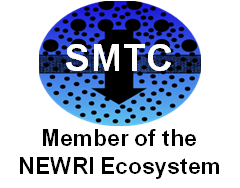 SMTC
Member of the
NEWRI Ecosystem